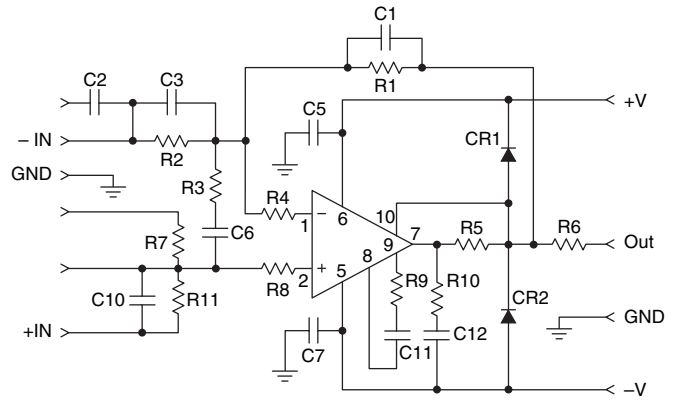 C1
C2
C3
R1
C5
+V
– IN
R2
CR1
GND
R3
R4
6
10
1
–
R7
C6
7
R5
R6
Out
8
9
+
2
5
R8
R9
R10
C10
R11
CR2
C7
C11
C12
GND
+IN
–V